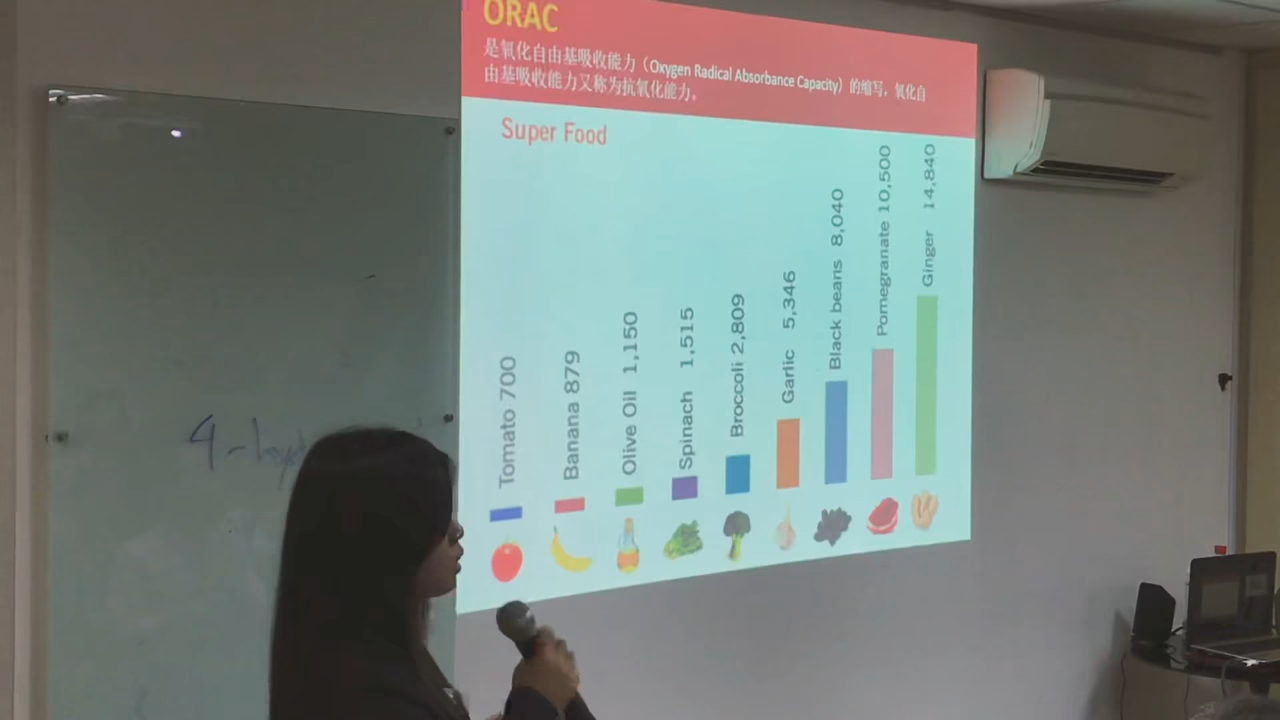 ORAC
是氧化自由基吸收能力（Oxygen Radical Absorbance Capacity）的缩写，氧化自
由基吸收能力又称为抗氧化能力。
Super Food
Tomato 700
Banana 879
Olive Oil 1,150
Spinach 1,515
Broccoli 2,809
Garlic 5,346
Black beans 8,040
Pomegranate 10,500
Ginger 14,840